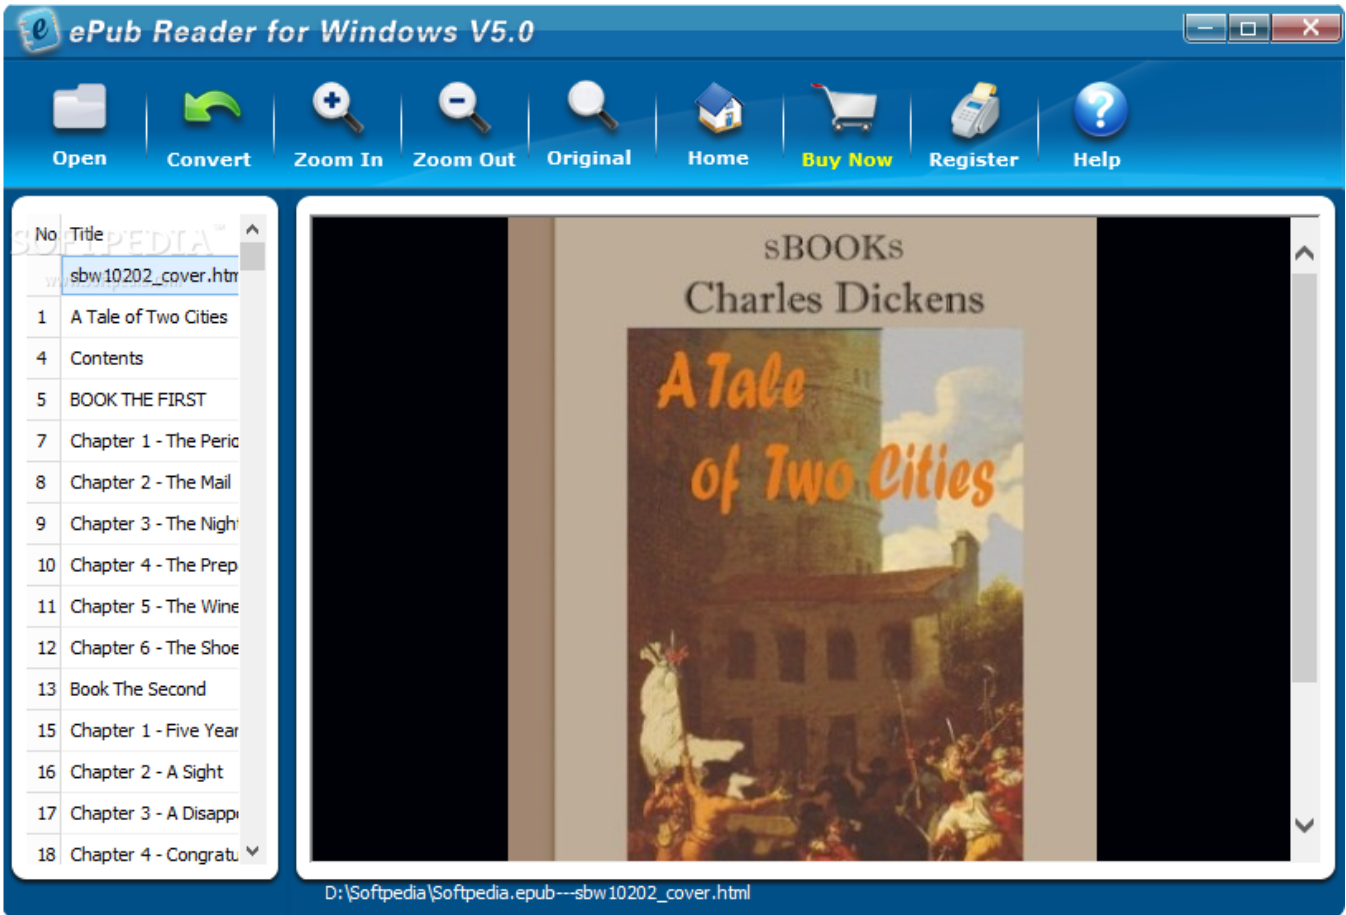 ePub Reader for Windows V5.0
Open
Convert
Zoom In
Zoom Out
Original
Home
Buy Now
Register
Help
No Title
SOFTPEDIA™
www.softpedia.com
sbw10202_cover.htm
1 A Tale of Two Cities
4 Contents
5 BOOK THE FIRST
7 Chapter 1 - The Perio
8 Chapter 2 - The Mail
9 Chapter 3 - The Night
10 Chapter 4 - The Prep
11 Chapter 5 - The Wine
12 Chapter 6 - The Shoe
13 Book The Second
15 Chapter 1 - Five Year
16 Chapter 2 - A Sight
17 Chapter 3 - A Disapp
18 Chapter 4 - Congratu
sBOOKs
Charles Dickens
A Tale
of Two Cities
D:\Softpedia\Softpedia.epub---sbw10202_cover.html